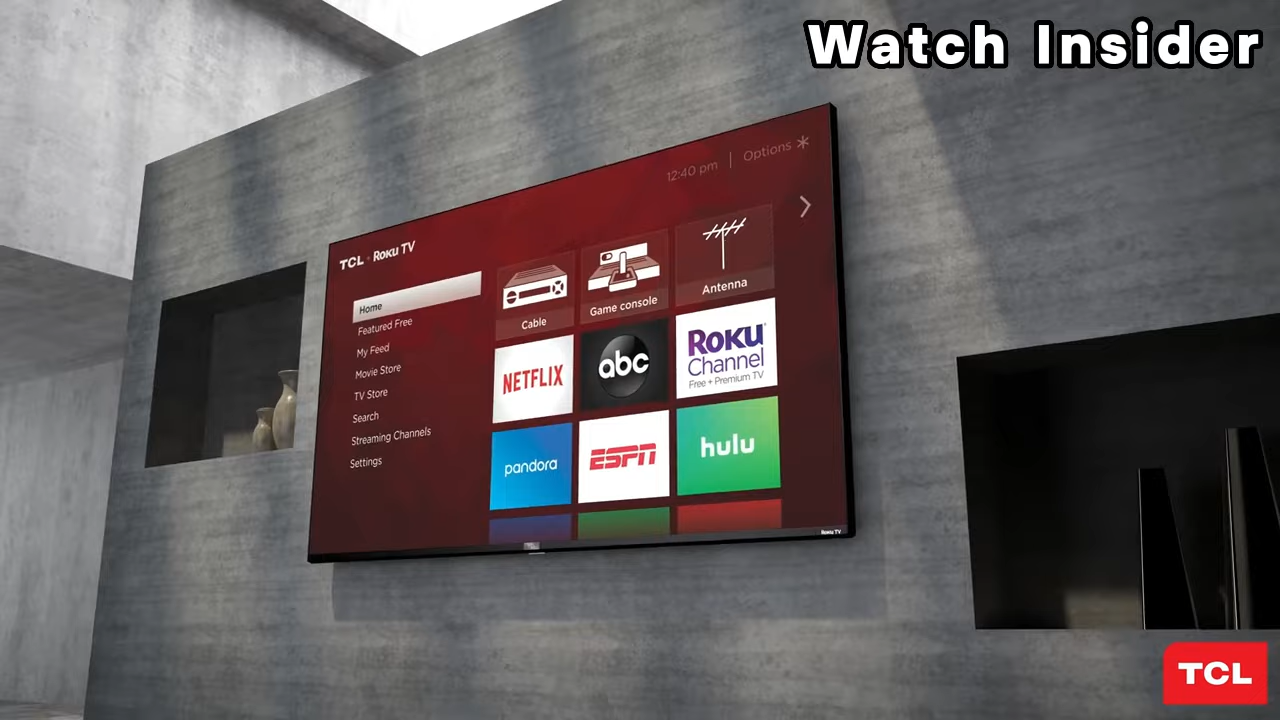 Watch Insider
12:40 pm | Options *
TCL • Roku TV
Home
Featured Free
My Feed
Movie Store
TV Store
Search
Streaming Channels
Settings
Cable
Game console
Antenna
NETFLIX
abc
Roku
Channel
Free + Premium TV
pandora
ESPN
hulu
Roku TV
TCL